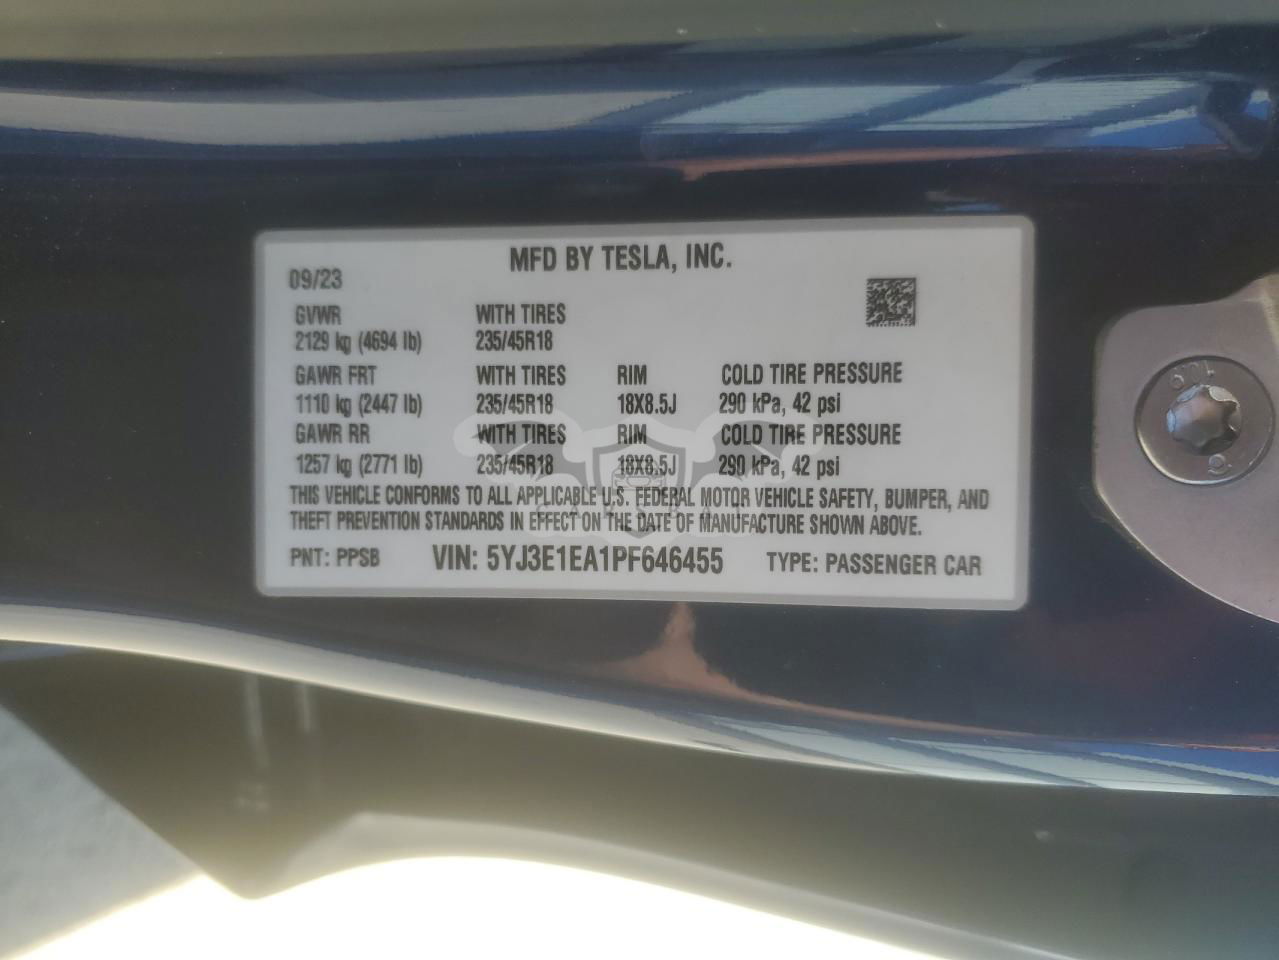 MFD BY TESLA, INC.
09/23
GVWR WITH TIRES
2129 kg (4694 lb) 235/45R18
GAWR FRT WITH TIRES RIM COLD TIRE PRESSURE
1110 kg (2447 lb) 235/45R18 18X8.5J 290 kPa, 42 psi
GAWR RR WITH TIRES RIM COLD TIRE PRESSURE
1257 kg (2771 lb) 235/45R18 18X8.5J 290 kPa, 42 psi
THIS VEHICLE CONFORMS TO ALL APPLICABLE U.S. FEDERAL MOTOR VEHICLE SAFETY, BUMPER, AND
THEFT PREVENTION STANDARDS IN EFFECT ON THE DATE OF MANUFACTURE SHOWN ABOVE.
PNT: PPSB VIN: 5YJ3E1EA1PF646455 TYPE: PASSENGER CAR